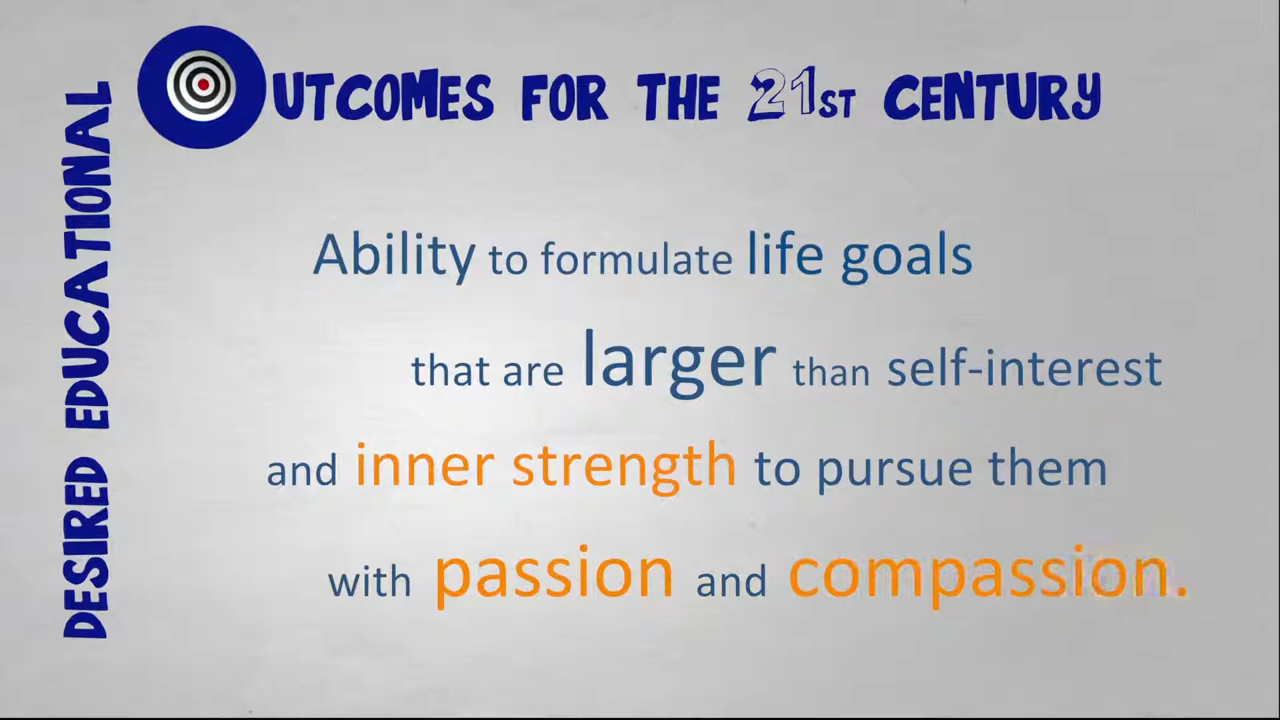 DESIRED EDUCATIONAL
OUTCOMES FOR THE 21ST CENTURY
Ability to formulate life goals
that are larger than self-interest
and inner strength to pursue them
with passion and compassion.